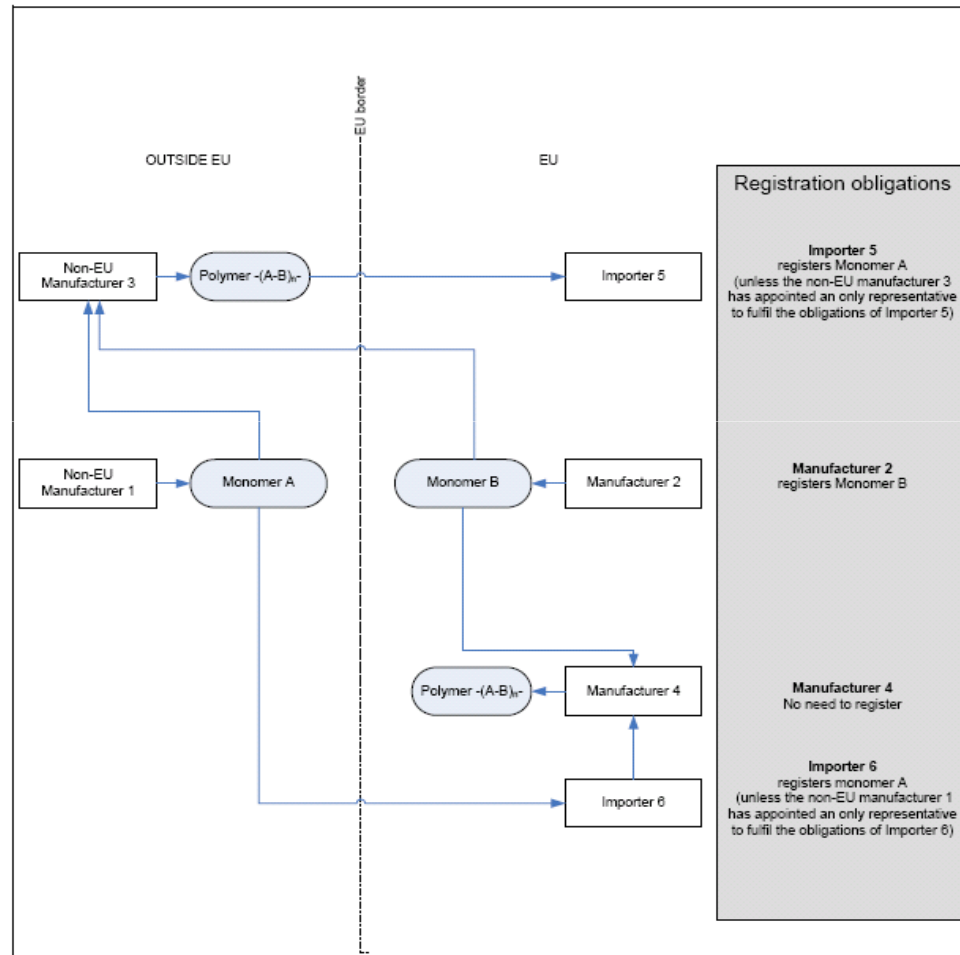 EU border
OUTSIDE EU
EU
Registration obligations
Non-EU
Manufacturer 3
Polymer -(A-B)n-
Importer 5
Importer 5
registers Monomer A
(unless the non-EU manufacturer 3
has appointed an only representative
to fulfil the obligations of Importer 5)
Non-EU
Manufacturer 1
Monomer A
Monomer B
Manufacturer 2
Manufacturer 2
registers Monomer B
Polymer -(A-B)n-
Manufacturer 4
Manufacturer 4
No need to register
Importer 6
Importer 6
registers monomer A
(unless the non-EU manufacturer 1
has appointed an only representative
to fulfil the obligations of Importer 6)